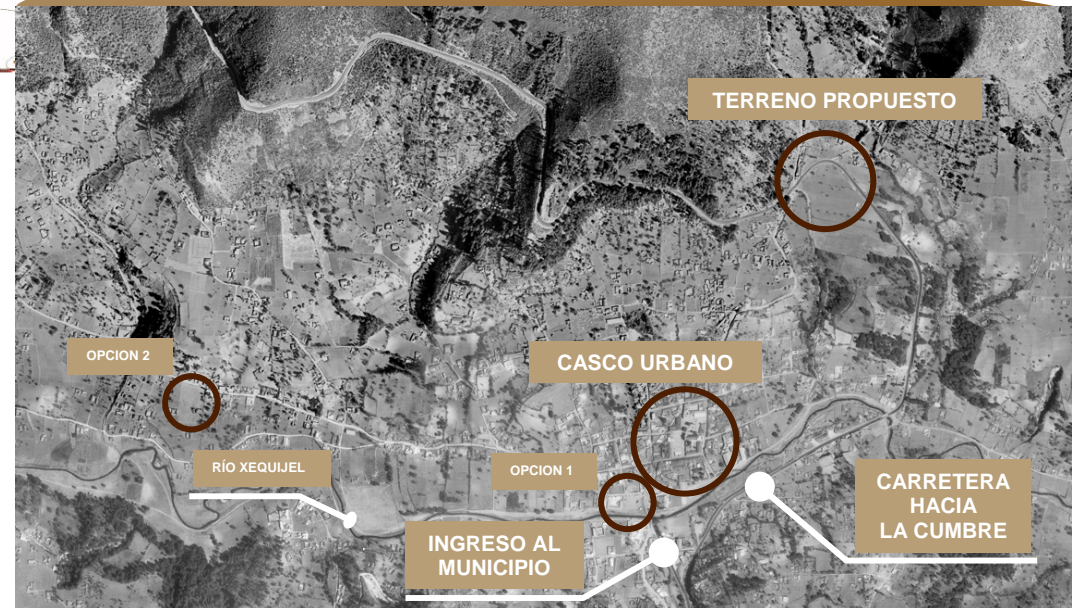 TERRENO PROPUESTO
OPCION 2
CASCO URBANO
RÍO XEQUIJEL
OPCION 1
CARRETERA
HACIA
LA CUMBRE
INGRESO AL
MUNICIPIO